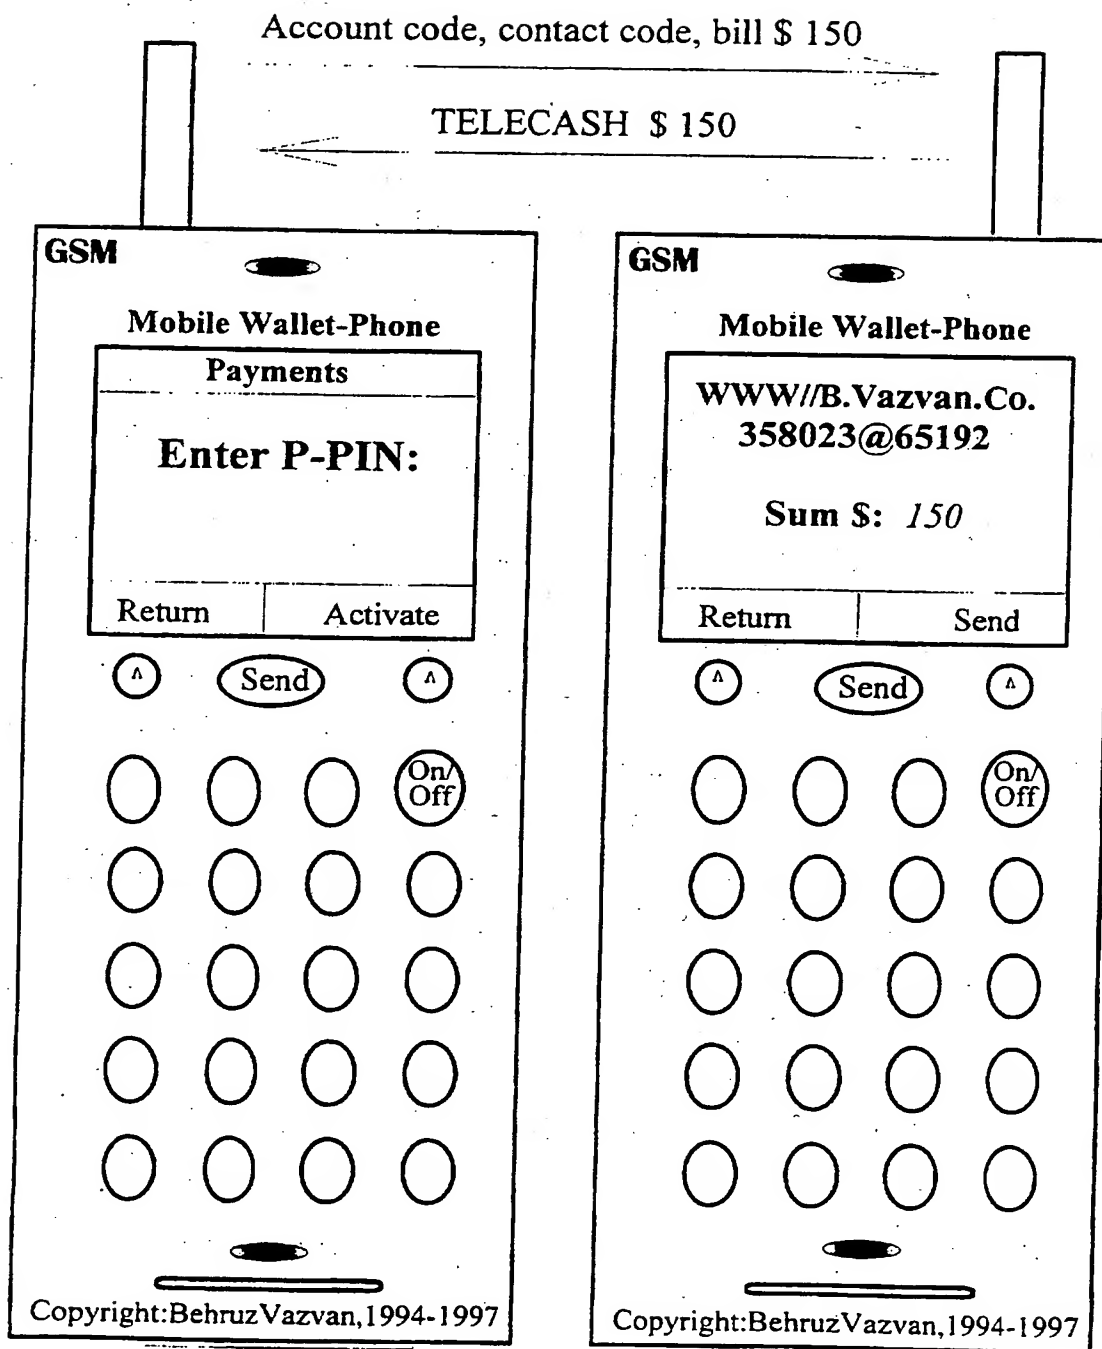 Account code, contact code, bill $ 150
TELECASH $ 150
GSM
Mobile Wallet-Phone
Payments
Enter P-PIN:
Return Activate
^ Send ^
On/
Off
Copyright:BehruzVazvan,1994-1997
GSM
Mobile Wallet-Phone
WWW//B.Vazvan.Co.
358023@65192
Sum $: 150
Return Send
^ Send ^
On/
Off
Copyright:BehruzVazvan,1994-1997